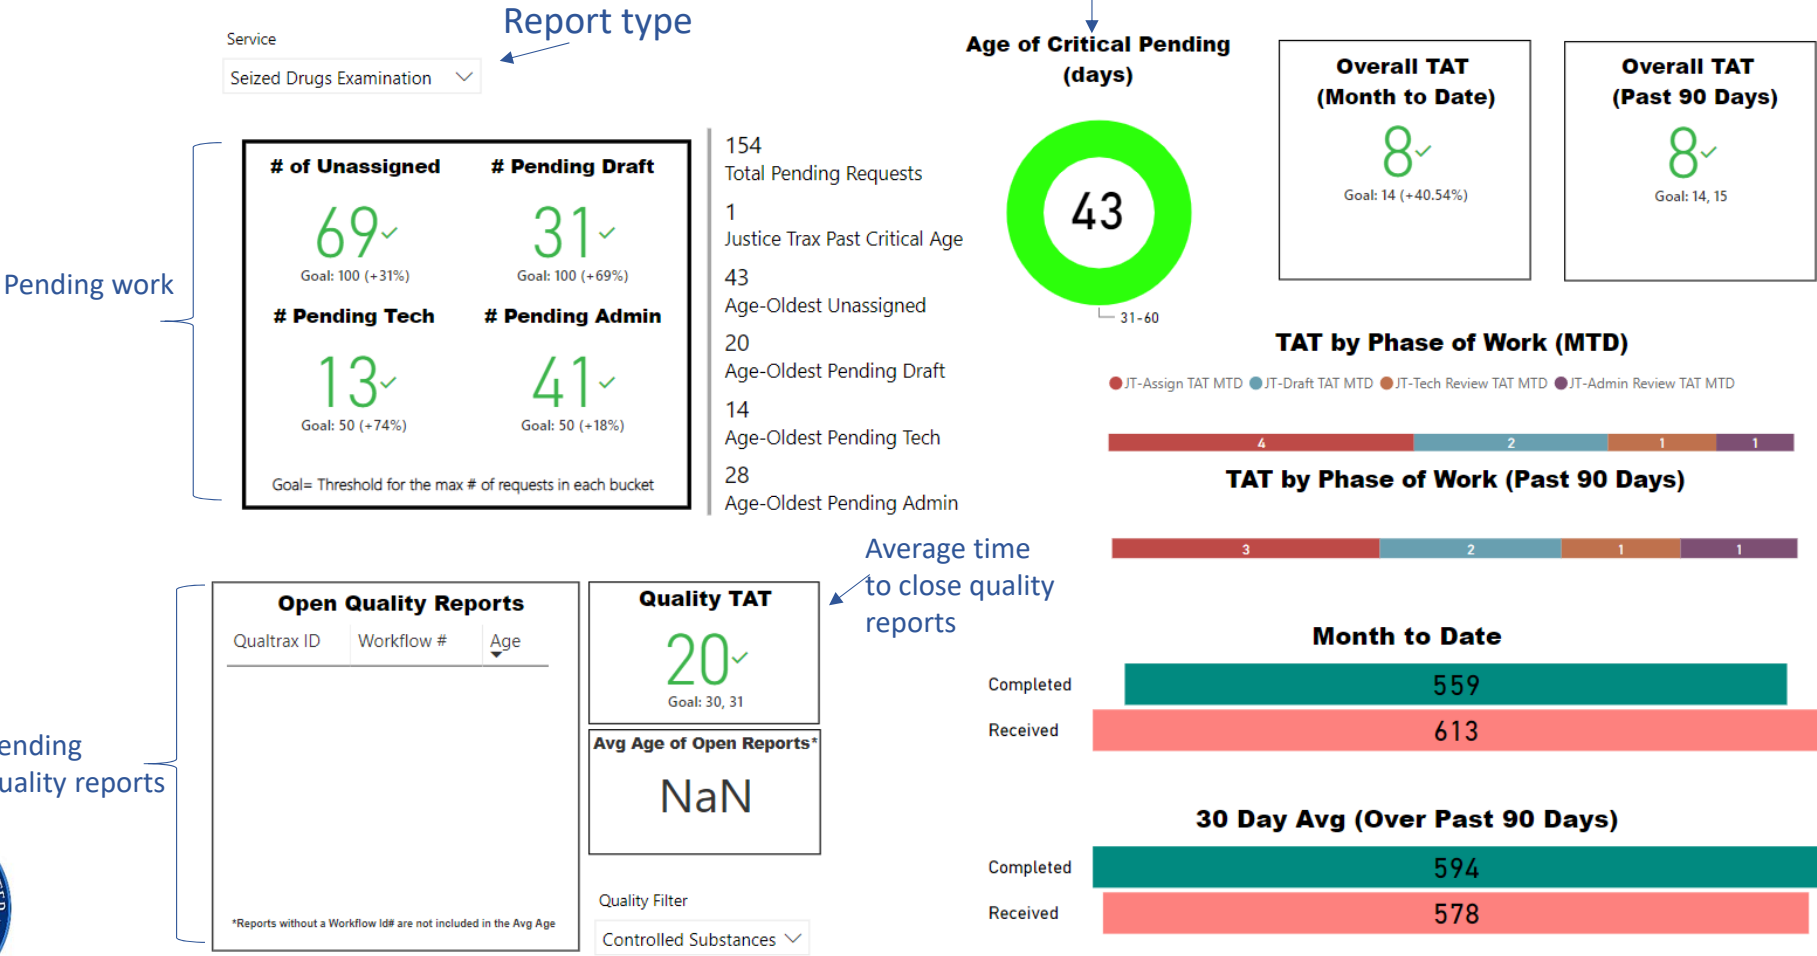 Report type
Service
Seized Drugs Examination
Pending work
# of Unassigned
69
Goal: 100 (+31%)
# Pending Draft
31
Goal: 100 (+69%)
# Pending Tech
13
Goal: 50 (+74%)
# Pending Admin
41
Goal: 50 (+18%)
Goal= Threshold for the max # of requests in each bucket
154
Total Pending Requests
1
Justice Trax Past Critical Age
43
Age-Oldest Unassigned
20
Age-Oldest Pending Draft
14
Age-Oldest Pending Tech
28
Age-Oldest Pending Admin
Age of Critical Pending
(days)
43
31-60
Overall TAT
(Month to Date)
8
Goal: 14 (+40.54%)
Overall TAT
(Past 90 Days)
8
Goal: 14, 15
TAT by Phase of Work (MTD)
JT-Assign TAT MTD JT-Draft TAT MTD JT-Tech Review TAT MTD JT-Admin Review TAT MTD
4 2 1 1
TAT by Phase of Work (Past 90 Days)
3 2 1 1
ending
uality reports
Open Quality Reports
Qualtrax ID Workflow # Age
*Reports without a Workflow Id# are not included in the Avg Age
Quality TAT
20
Goal: 30, 31
Average time
to close quality
reports
Avg Age of Open Reports*
NaN
Quality Filter
Controlled Substances
Month to Date
Completed 559
Received 613
30 Day Avg (Over Past 90 Days)
Completed 594
Received 578